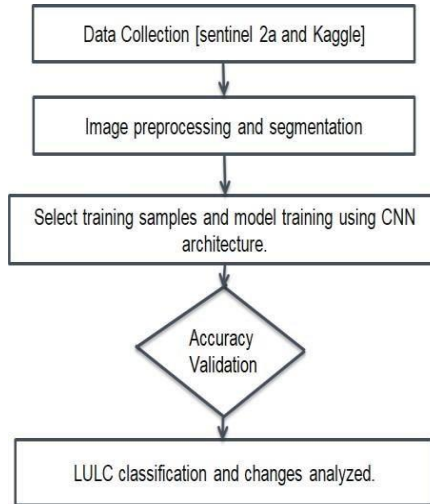 Data Collection [sentinel 2a and Kaggle]
Image preprocessing and segmentation
Select training samples and model training using CNN
architecture.
Accuracy
Validation
LULC classification and changes analyzed.